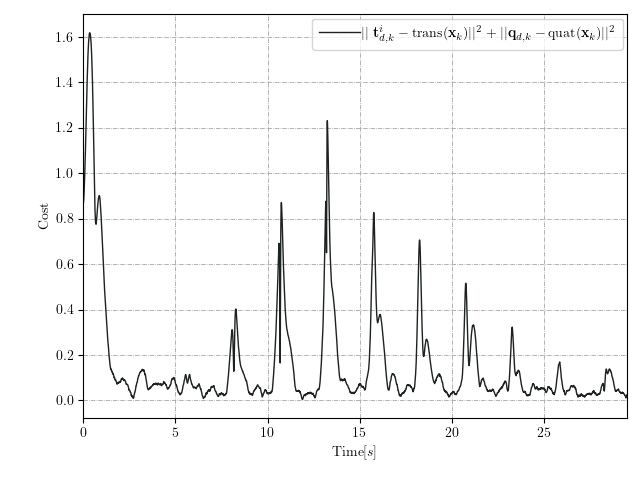 || t^i_{d,k} − trans(x_k)||^2 + ||q_{d,k} − quat(x_k)||^2
1.6
1.4
1.2
1.0
0.8
0.6
0.4
0.2
0.0
Cost
0 5 10 15 20 25
Time[s]